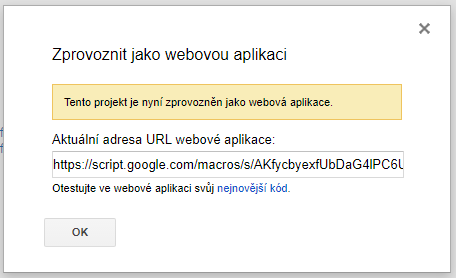 Zprovoznit jako webovou aplikaci
Tento projekt je nyní zprovozněn jako webová aplikace.
Aktuální adresa URL webové aplikace:
https://script.google.com/macros/s/AKfycbyexfUbDaG4lPC6U
Otestujte ve webové aplikaci svůj nejnovější kód.
OK